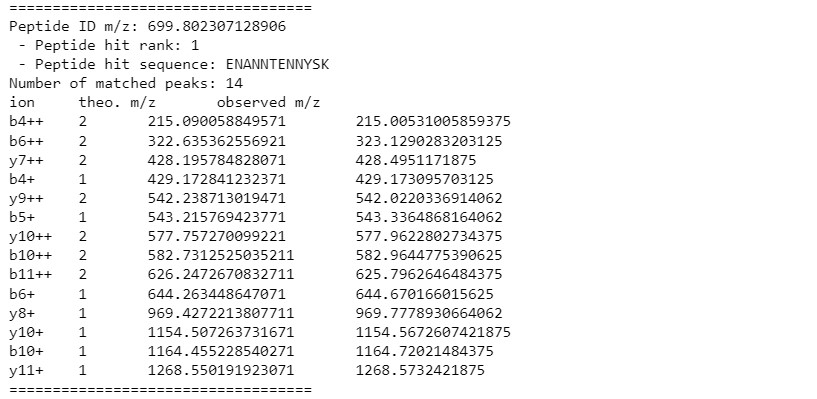 ===================================
Peptide ID m/z: 699.802307128906
 - Peptide hit rank: 1
 - Peptide hit sequence: ENANNTENNYSK
Number of matched peaks: 14
ion     theo. m/z       observed m/z
b4++    2       215.090058849571        215.00531005859375
b6++    2       322.635362556921        323.1290283203125
y7++    2       428.195784828071        428.4951171875
b4+     1       429.172841232371        429.173095703125
y9++    2       542.238713019471        542.0220336914062
b5+     1       543.215769423771        543.3364868164062
y10++   2       577.757270099221        577.9622802734375
b10++   2       582.7312525035211       582.9644775390625
b11++   2       626.2472670832711       625.7962646484375
b6+     1       644.263448647071        644.670166015625
y8+     1       969.4272213807711       969.7778930664062
y10+    1       1154.507263731671       1154.5672607421875
b10+    1       1164.455228540271       1164.72021484375
y11+    1       1268.550191923071       1268.5732421875
===================================